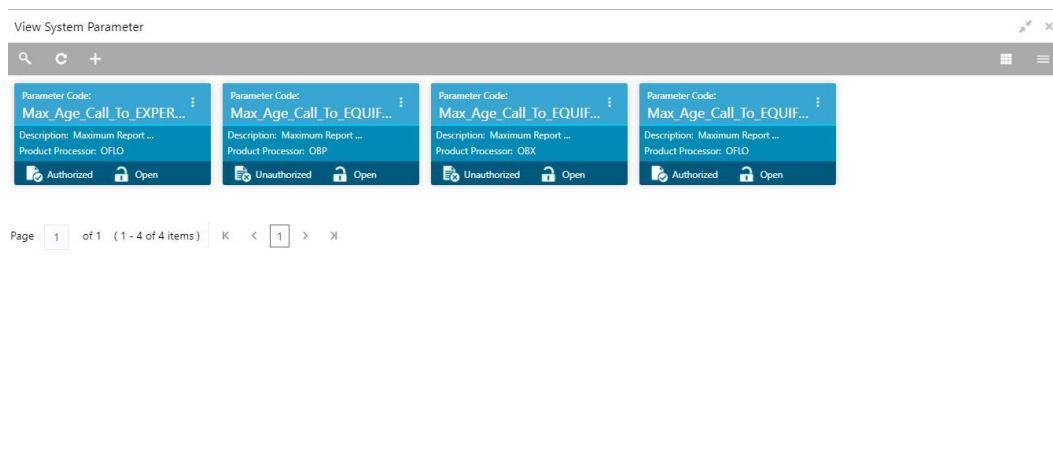 View System Parameter
Parameter Code:
Max_Age_Call_To_EXPER...
Description: Maximum Report ...
Product Processor: OFLO
Authorized Open
Parameter Code:
Max_Age_Call_To_EQUIF...
Description: Maximum Report ...
Product Processor: OBP
Unauthorized Open
Parameter Code:
Max_Age_Call_To_EQUIF...
Description: Maximum Report ...
Product Processor: OBX
Unauthorized Open
Parameter Code:
Max_Age_Call_To_EQUIF...
Description: Maximum Report ...
Product Processor: OFLO
Authorized Open
Page 1 of 1 (1 - 4 of 4 items) 1